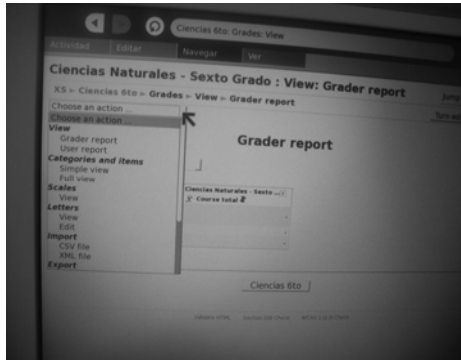 Ciencias 6to: Grades: View
Actividad Editar Navegar Ver
Ciencias Naturales - Sexto Grado : View: Grader report
Jump
XS ► Ciencias 6to ► Grades ► View ► Grader report
Turn
Choose an action ...
Choose an action ...
View
Grader report
User report
Categories and items
Simple view
Full view
Scales
View
Letters
View
Edit
Import
CSV file
XML file
Export
Grader report
Ciencias Naturales - Sexto ...
Course total
Ciencias 6to